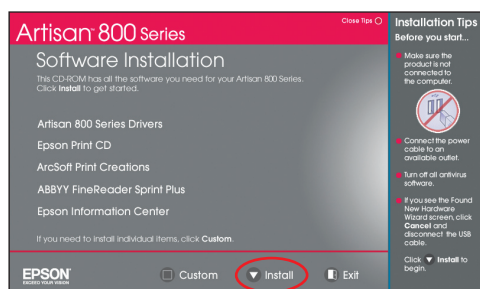 Close Tips
Artisan™ 800 Series
Software Installation
This CD-ROM has all the software you need for your Artisan 800 Series.
Click Install to get started.
Artisan 800 Series Drivers
Epson Print CD
ArcSoft Print Creations
ABBYY FineReader Sprint Plus
Epson Information Center
If you need to install individual items, click Custom.
EPSON®
EXCEED YOUR VISION
Custom
Install
Exit
Installation Tips
Before you start...
Make sure the
product is not
connected to
the computer.
Connect the power
cable to an
available outlet.
Turn off all antivirus
software.
If you see the Found
New Hardware
Wizard screen, click
Cancel and
disconnect the USB
cable.
Click Install to
begin.